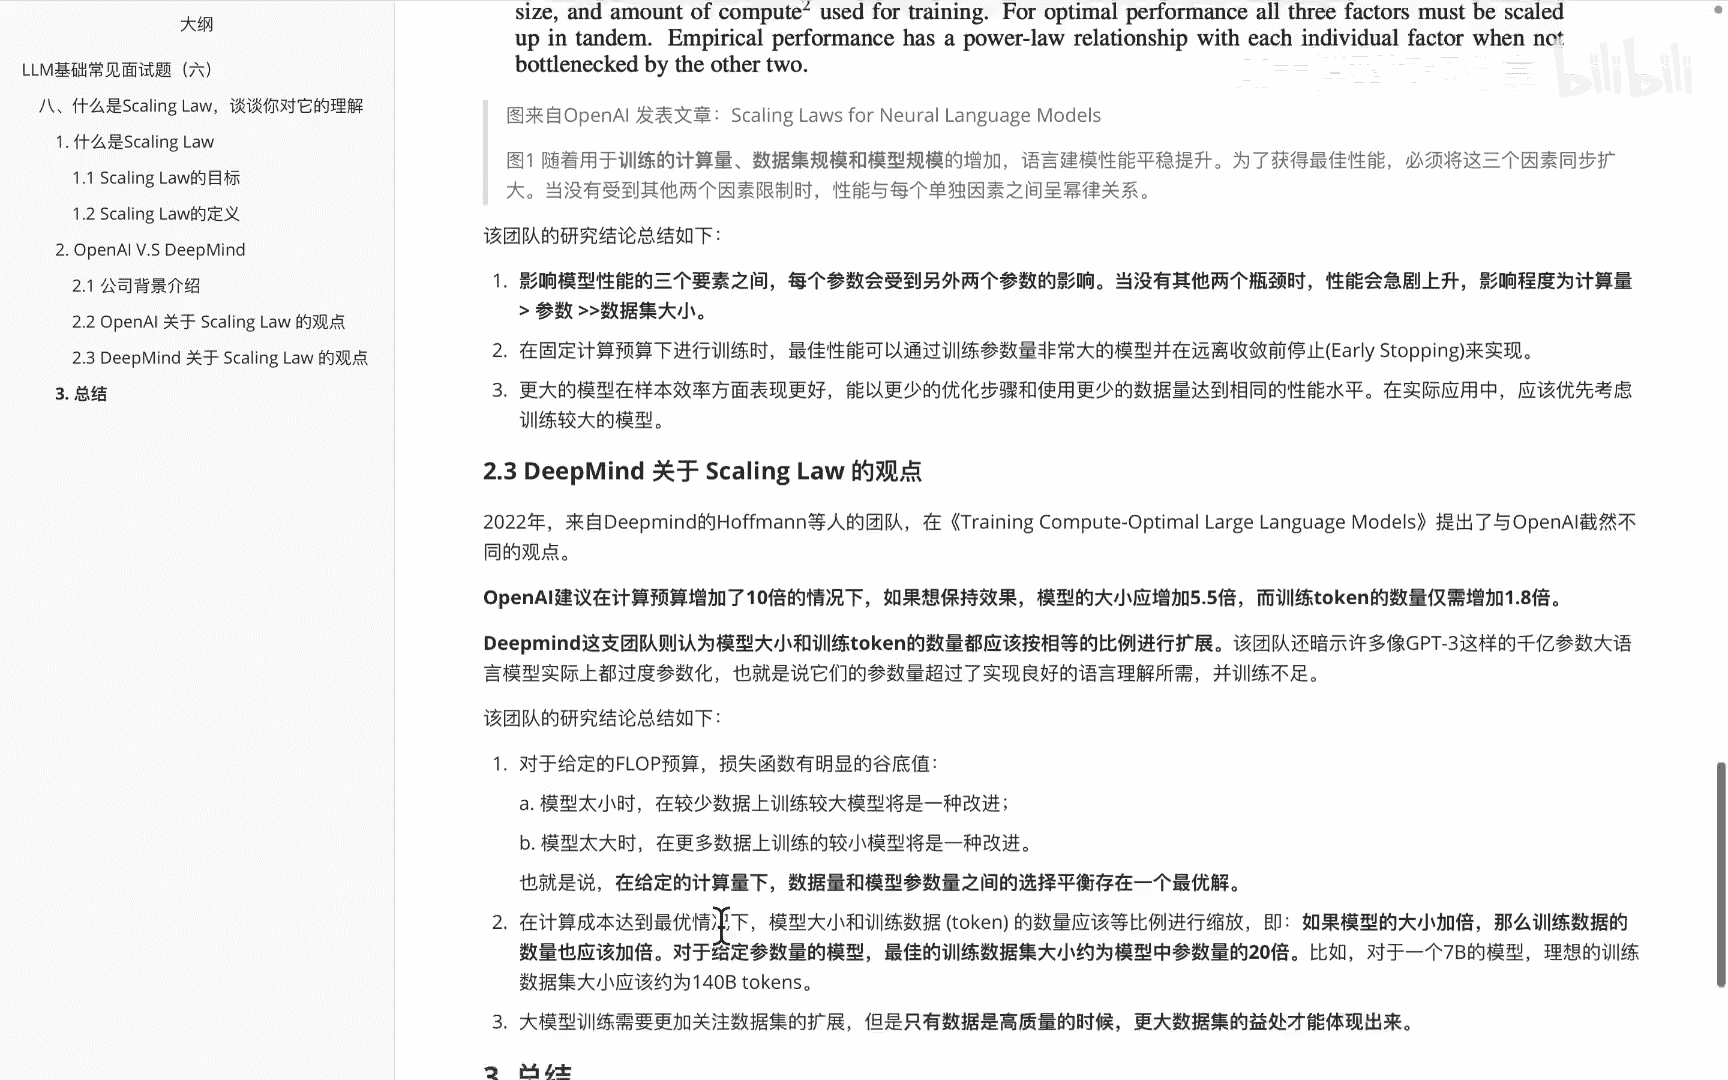 大纲
LLM基础常见面试题（六）
八、什么是Scaling Law，谈谈你对它的理解
1. 什么是Scaling Law
1.1 Scaling Law的目标
1.2 Scaling Law的定义
2. OpenAI V.S DeepMind
2.1 公司背景介绍
2.2 OpenAI 关于 Scaling Law 的观点
2.3 DeepMind 关于 Scaling Law 的观点
3. 总结
size, and amount of compute² used for training. For optimal performance all three factors must be scaled
up in tandem. Empirical performance has a power-law relationship with each individual factor when not
bottlenecked by the other two.
bilibili
图来自OpenAI 发表文章：Scaling Laws for Neural Language Models
图1 随着用于训练的计算量、数据集规模和模型规模的增加，语言建模性能平稳提升。为了获得最佳性能，必须将这三个因素同步扩
大。当没有受到其他两个因素限制时，性能与每个单独因素之间呈幂律关系。
该团队的研究结论总结如下：
1. 影响模型性能的三个要素之间，每个参数会受到另外两个参数的影响。当没有其他两个瓶颈时，性能会急剧上升，影响程度为计算量
> 参数 >>数据集大小。
2. 在固定计算预算下进行训练时，最佳性能可以通过训练参数量非常大的模型并在远离收敛前停止(Early Stopping)来实现。
3. 更大的模型在样本效率方面表现更好，能以更少的优化步骤和使用更少的数据量达到相同的性能水平。在实际应用中，应该优先考虑
训练较大的模型。
2.3 DeepMind 关于 Scaling Law 的观点
2022年，来自Deepmind的Hoffmann等人的团队，在《Training Compute-Optimal Large Language Models》提出了与OpenAI截然不
同的观点。
OpenAI建议在计算预算增加了10倍的情况下，如果想保持效果，模型的大小应增加5.5倍，而训练token的数量仅需增加1.8倍。
Deepmind这支团队则认为模型大小和训练token的数量都应该按相等的比例进行扩展。该团队还暗示许多像GPT-3这样的千亿参数大语
言模型实际上都过度参数化，也就是说它们的参数量超过了实现良好的语言理解所需，并训练不足。
该团队的研究结论总结如下：
1. 对于给定的FLOP预算，损失函数有明显的谷底值：
a. 模型太小时，在较少数据上训练较大模型将是一种改进；
b. 模型太大时，在更多数据上训练的较小模型将是一种改进。
也就是说，在给定的计算量下，数据量和模型参数量之间的选择平衡存在一个最优解。
2. 在计算成本达到最优情况下，模型大小和训练数据 (token) 的数量应该等比例进行缩放，即：如果模型的大小加倍，那么训练数据的
数量也应该加倍。对于给定参数量的模型，最佳的训练数据集大小约为模型中参数量的20倍。比如，对于一个7B的模型，理想的训练
数据集大小应该约为140B tokens。
3. 大模型训练需要更加关注数据集的扩展，但是只有数据是高质量的时候，更大数据集的益处才能体现出来。
3. 总结